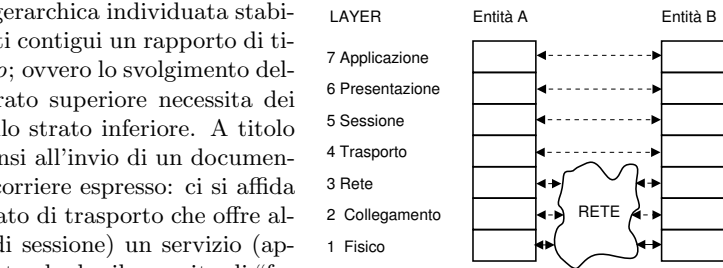 gerarchica individuata stabi-
ti contigui un rapporto di ti-
o; ovvero lo svolgimento del-
rato superiore necessita dei
llo strato inferiore. A titolo
nsi all'invio di un documen-
corriere espresso: ci si affida
ato di trasporto che offre al-
di sessione) un servizio (ap-
LAYER
Entità A
Entità B
7 Applicazione
6 Presentazione
5 Sessione
4 Trasporto
3 Rete
2 Collegamento
1 Fisico
RETE